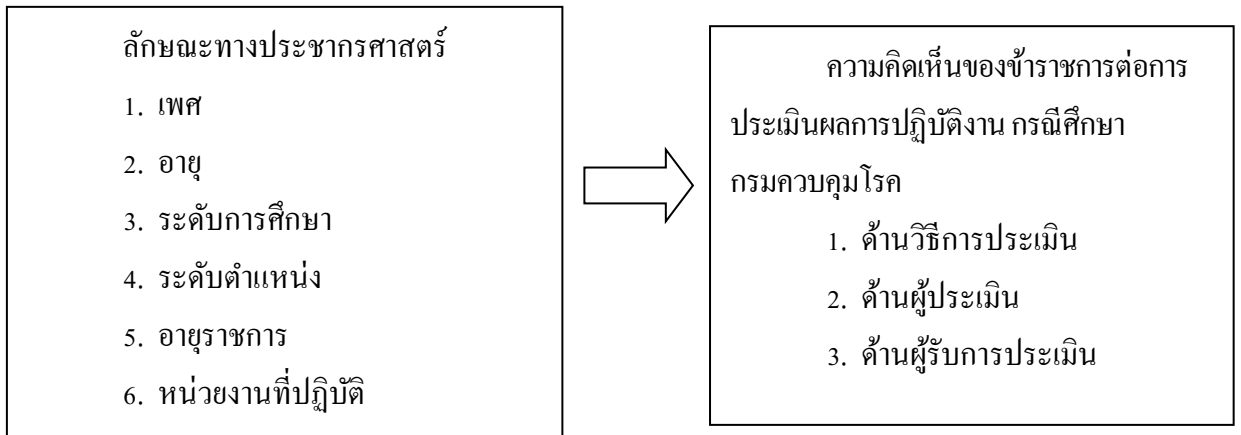 ลักษณะทางประชากรศาสตร์
1. เพศ
2. อายุ
3. ระดับการศึกษา
4. ระดับตำแหน่ง
5. อายุราชการ
6. หน่วยงานที่ปฏิบัติ
ความคิดเห็นของข้าราชการต่อการ
ประเมินผลการปฏิบัติงาน กรณีศึกษา
กรมควบคุมโรค
1. ด้านวิธีการประเมิน
2. ด้านผู้ประเมิน
3. ด้านผู้รับการประเมิน